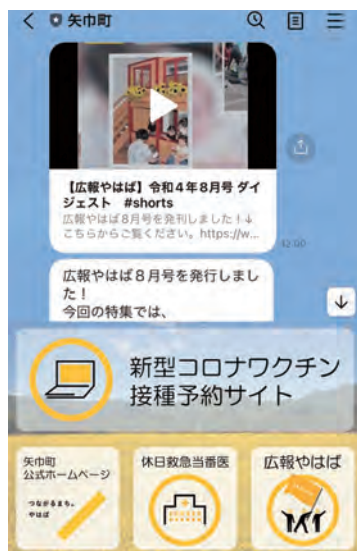 矢巾町
【広報やはば】令和4年8月号 ダイ
ジェスト #shorts
広報やはば8月号を発刊しました!↓
こちらからご覧ください。https://w...
12:00
広報やはば8月号を発行しまし
た!
今回の特集では、
新型コロナワクチン
接種予約サイト
矢巾町
公式ホームページ
つながるまち。
やはば
休日救急当番医
広報やはば